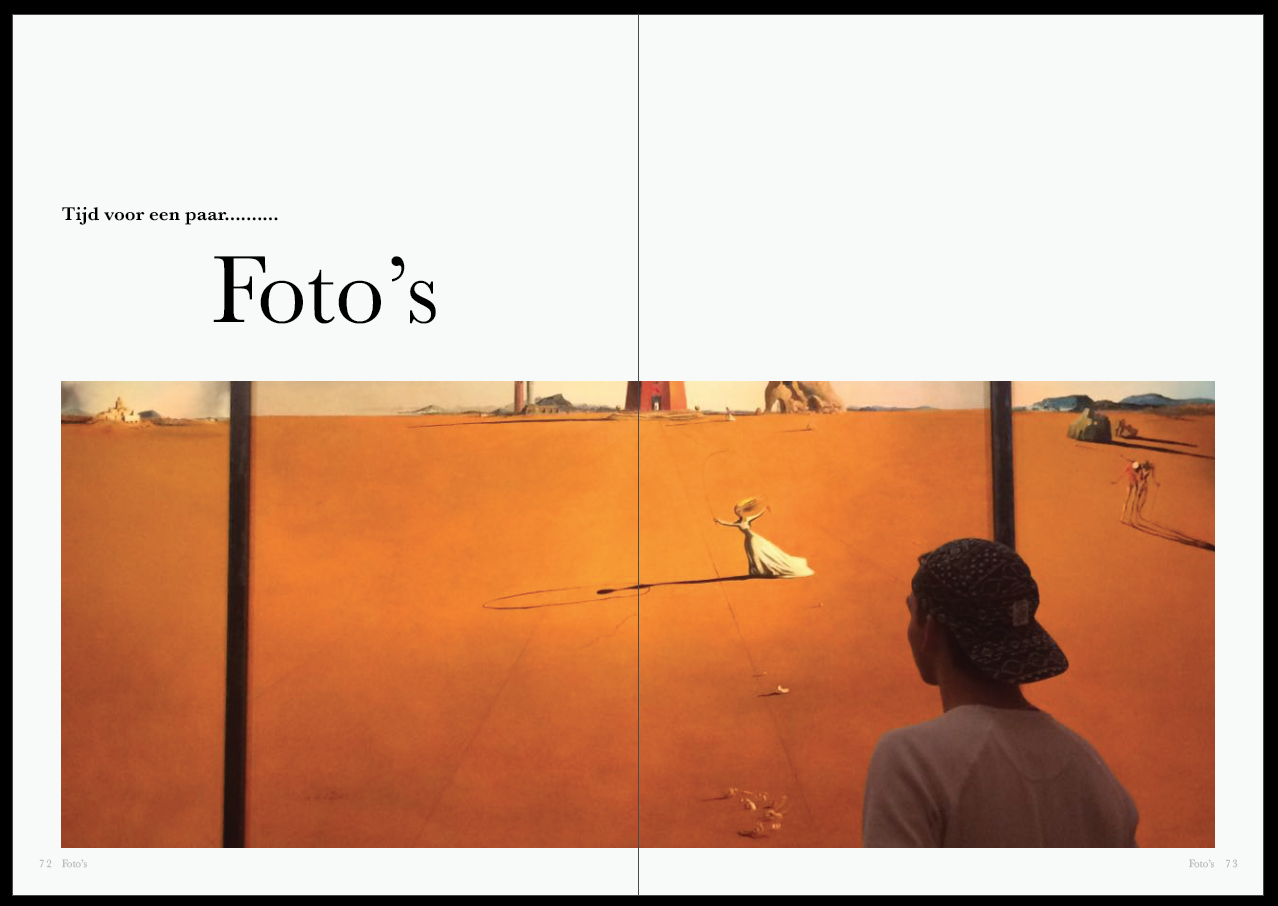 Tijd voor een paar..........
Foto’s
72 Foto's
Foto's 73